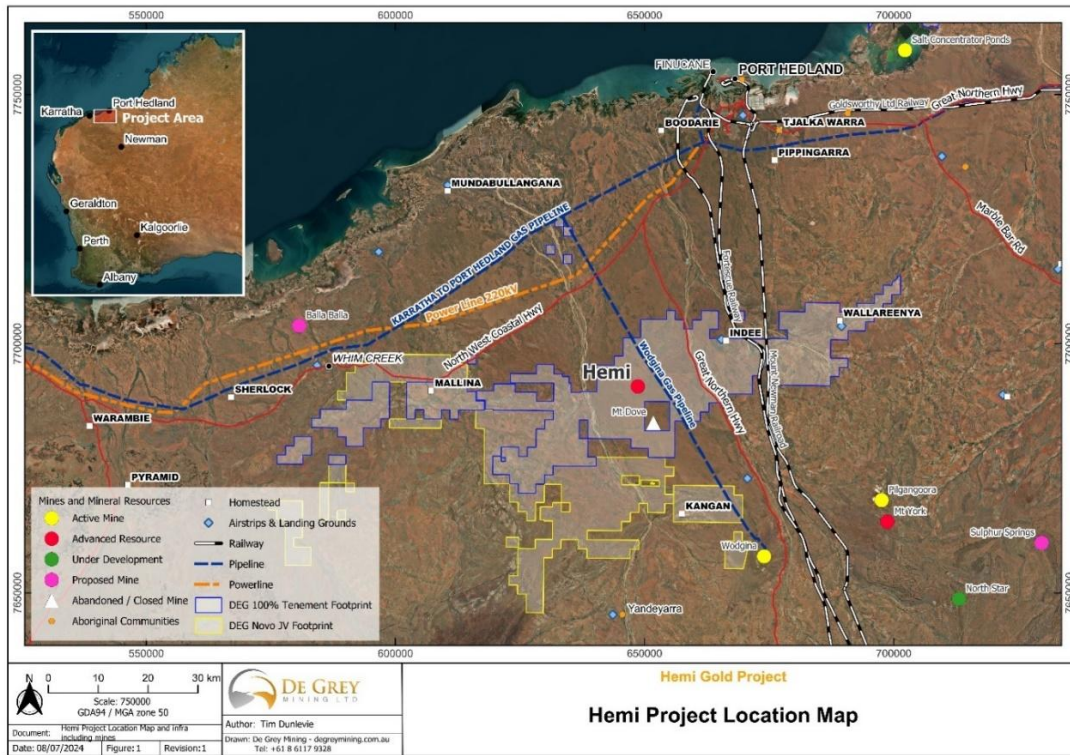 550000
600000
650000
700000
Karratha
Port Hedland
Project Area
Newman
Geraldton
Kalgoorlie
Perth
Albany
Salt Concentrator Ponds
FINUCANE
PORT HEDLAND
7750000
7750000
Goldsworthy Ltd Railway
Great Northern Hwy
BOODARIE
TJALKA WARRA
PIPPINGARRA
MUNDABULLANGANA
KARRATHA TO PORT HEDLAND GAS PIPELINE
Power Line 220kV
Marble Bar Rd
Fortescue Railway
Balla Balla
WALLAREENYA
INDEE
North West Coastal Hwy
7700000
7700000
WHIM CREEK
Hemi
Great Northern Hwy
Mount Newman Railroad
SHERLOCK
MALLINA
Wodgina Gas Pipeline
Mt Dove
WARAMBIE
PYRAMID
Pilgangoora
KANGAN
Mt York
Sulphur Springs
Wodgina
North Star
7650000
7650000
Yandeyarra
Mines and Mineral Resources
Active Mine
Advanced Resource
Under Development
Proposed Mine
Abandoned / Closed Mine
Aboriginal Communities
Homestead
Airstrips & Landing Grounds
Railway
Pipeline
Powerline
DEG 100% Tenement Footprint
DEG Novo JV Footprint
550000
600000
650000
700000
N 0 10 20 30 km
Scale: 750000
GDA94 / MGA zone 50
Document: Hemi Project Location Map and infra including mines
Date: 08/07/2024 Figure: 1 Revision: 1
DE GREY
MINING LTD
Author: Tim Dunlevie
Drawn: De Grey Mining - degreymining.com.au
Tel: +61 8 6117 9328
Hemi Gold Project
Hemi Project Location Map